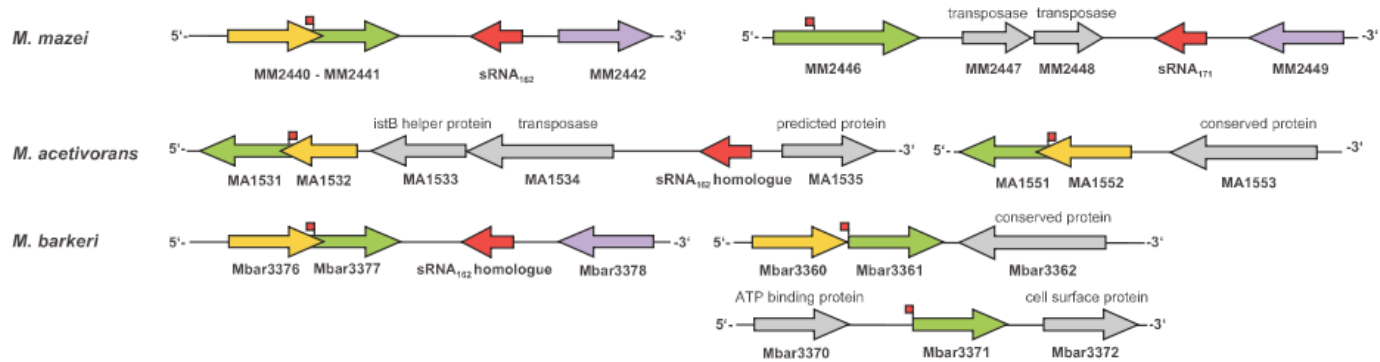 transposase transposase
M. mazei 5'- -3' 5'- -3'
MM2440 - MM2441 sRNA162 MM2442 MM2446 MM2447 MM2448 sRNA171 MM2449
istB helper protein transposase predicted protein conserved protein
M. acetivorans 5'- -3' 5'- -3'
MA1531 MA1532 MA1533 MA1534 sRNA162 homologue MA1535 MA1551 MA1552 MA1553
conserved protein
M. barkeri 5'- -3' 5'- -3'
Mbar3376 Mbar3377 sRNA162 homologue Mbar3378 Mbar3360 Mbar3361 Mbar3362
ATP binding protein cell surface protein
5'- -3'
Mbar3370 Mbar3371 Mbar3372